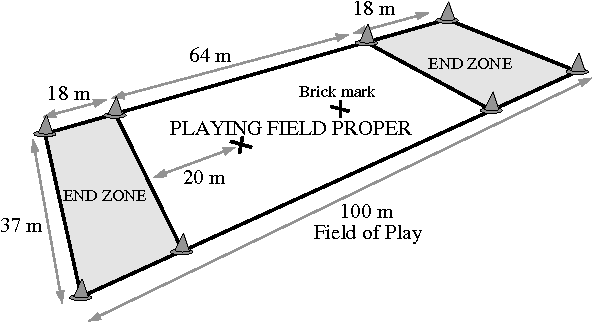 18 m
64 m
END ZONE
18 m
Brick mark
PLAYING FIELD PROPER
20 m
END ZONE
37 m
100 m
Field of Play